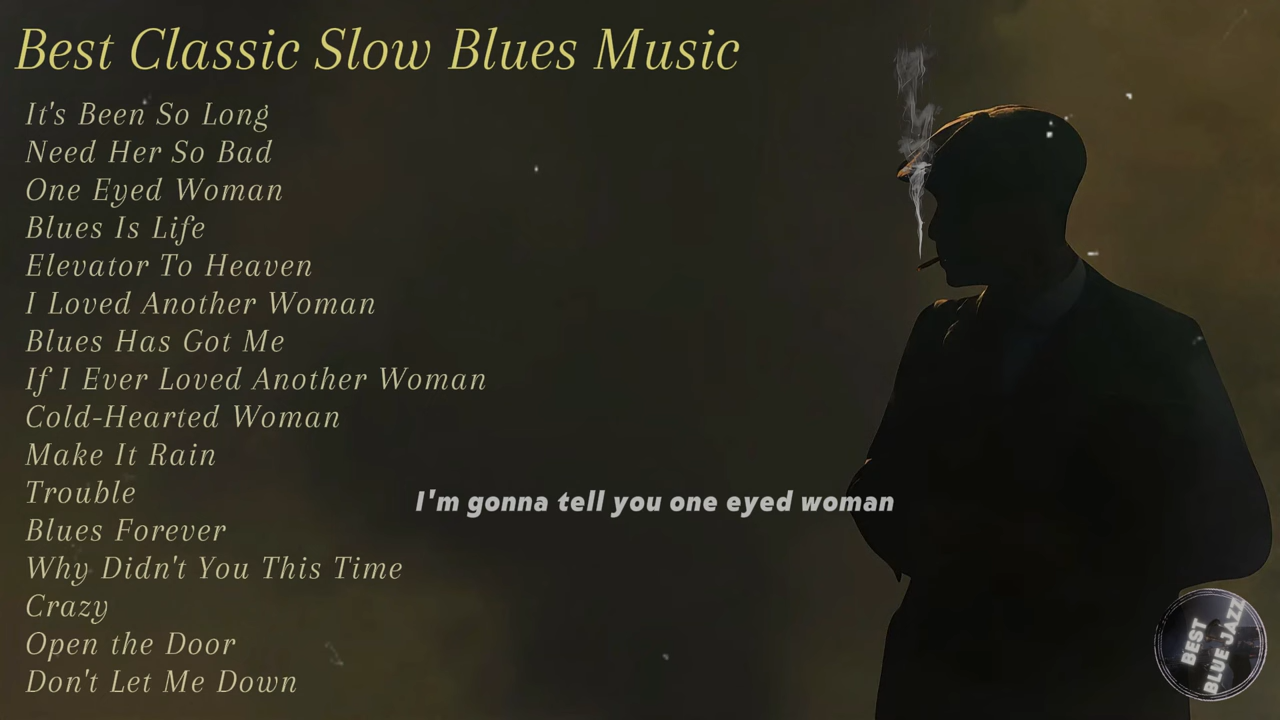 Best Classic Slow Blues Music
It's Been So Long
Need Her So Bad
One Eyed Woman
Blues Is Life
Elevator To Heaven
I Loved Another Woman
Blues Has Got Me
If I Ever Loved Another Woman
Cold-Hearted Woman
Make It Rain
Trouble
Blues Forever
Why Didn't You This Time
Crazy
Open the Door
Don't Let Me Down
I'm gonna tell you one eyed woman
BEST
BLUE JAZZ